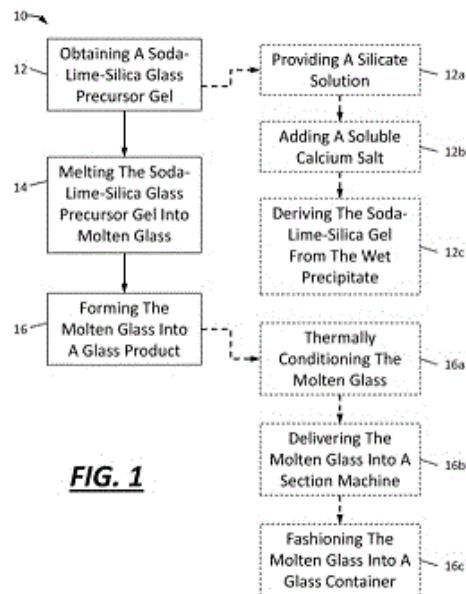 10
12
Obtaining A Soda-
Lime-Silica Glass
Precursor Gel
Providing A Silicate
Solution
12a
Adding A Soluble
Calcium Salt
12b
14
Melting The Soda-
Lime-Silica Glass
Precursor Gel Into
Molten Glass
Deriving The Soda-
Lime-Silica Gel
From The Wet
Precipitate
12c
16
Forming The
Molten Glass Into
A Glass Product
Thermally
Conditioning The
Molten Glass
16a
Delivering The
Molten Glass Into A
Section Machine
16b
FIG. 1
Fashioning The
Molten Glass Into A
Glass Container
16c